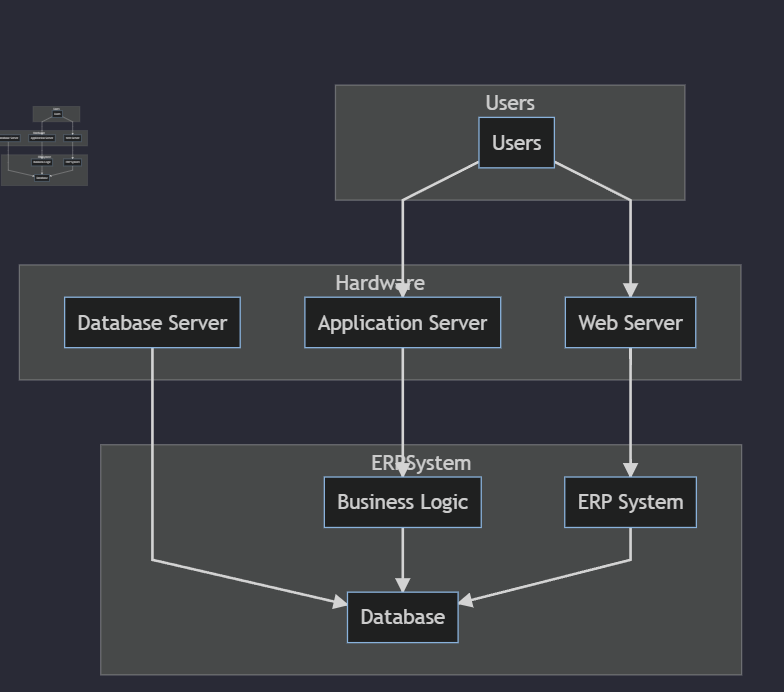 Users
Users
Hardware
Database Server
Application Server
Web Server
ERPSystem
Business Logic
ERP System
Database